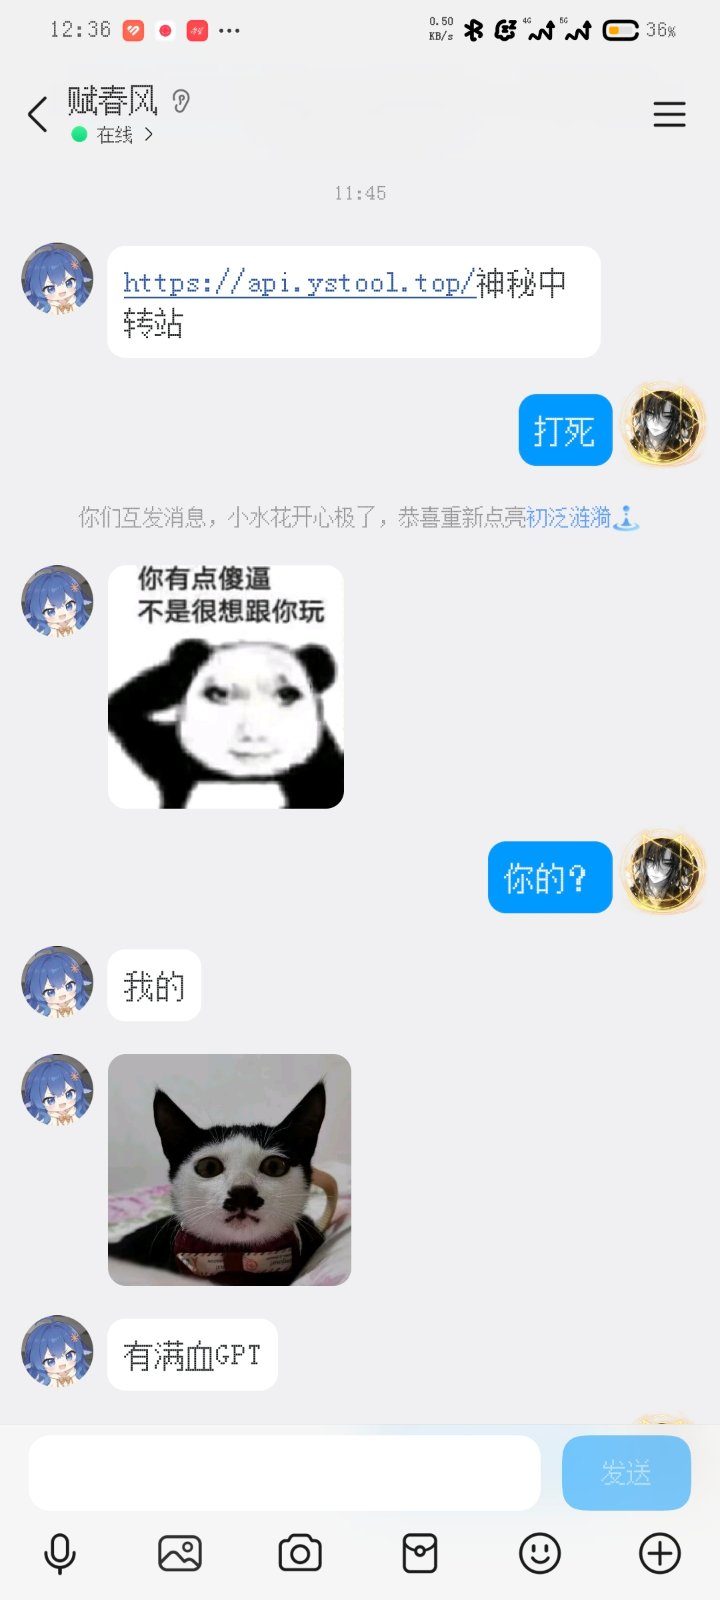 12:36
0.50
KB/s
4G
5G
36%
赋春风
在线
11:45
https://api.ystool.top/神秘中
转站
打死
你们互发消息，小水花开心极了，恭喜重新点亮初泛涟漪
你有点傻逼
不是很想跟你玩
你的？
我的
有满血GPT
发送